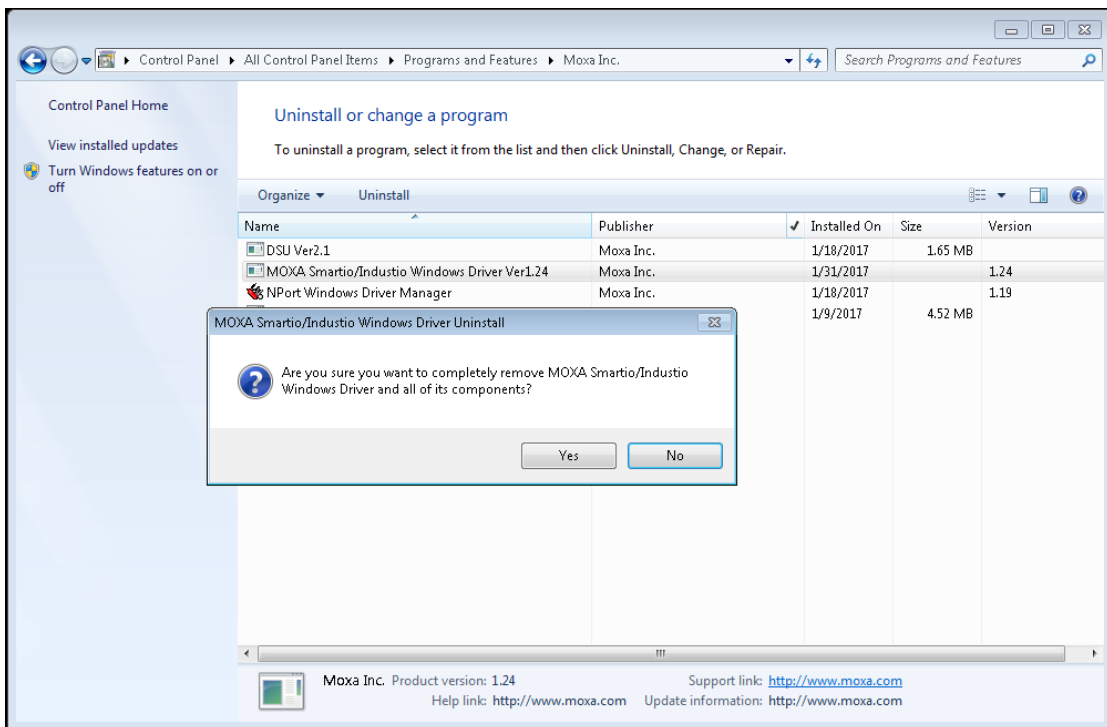 Control Panel ▸ All Control Panel Items ▸ Programs and Features ▸ Moxa Inc.
Search Programs and Features
Control Panel Home
View installed updates
Turn Windows features on or
off
Uninstall or change a program
To uninstall a program, select it from the list and then click Uninstall, Change, or Repair.
Organize Uninstall
Name Publisher Installed On Size Version
DSU Ver2.1 Moxa Inc. 1/18/2017 1.65 MB
MOXA Smartio/Industio Windows Driver Ver1.24 Moxa Inc. 1/31/2017 1.24
NPort Windows Driver Manager Moxa Inc. 1/18/2017 1.19
1/9/2017 4.52 MB
MOXA Smartio/Industio Windows Driver Uninstall
Are you sure you want to completely remove MOXA Smartio/Industio
Windows Driver and all of its components?
Yes No
Moxa Inc. Product version: 1.24 Support link: http://www.moxa.com
Help link: http://www.moxa.com Update information: http://www.moxa.com